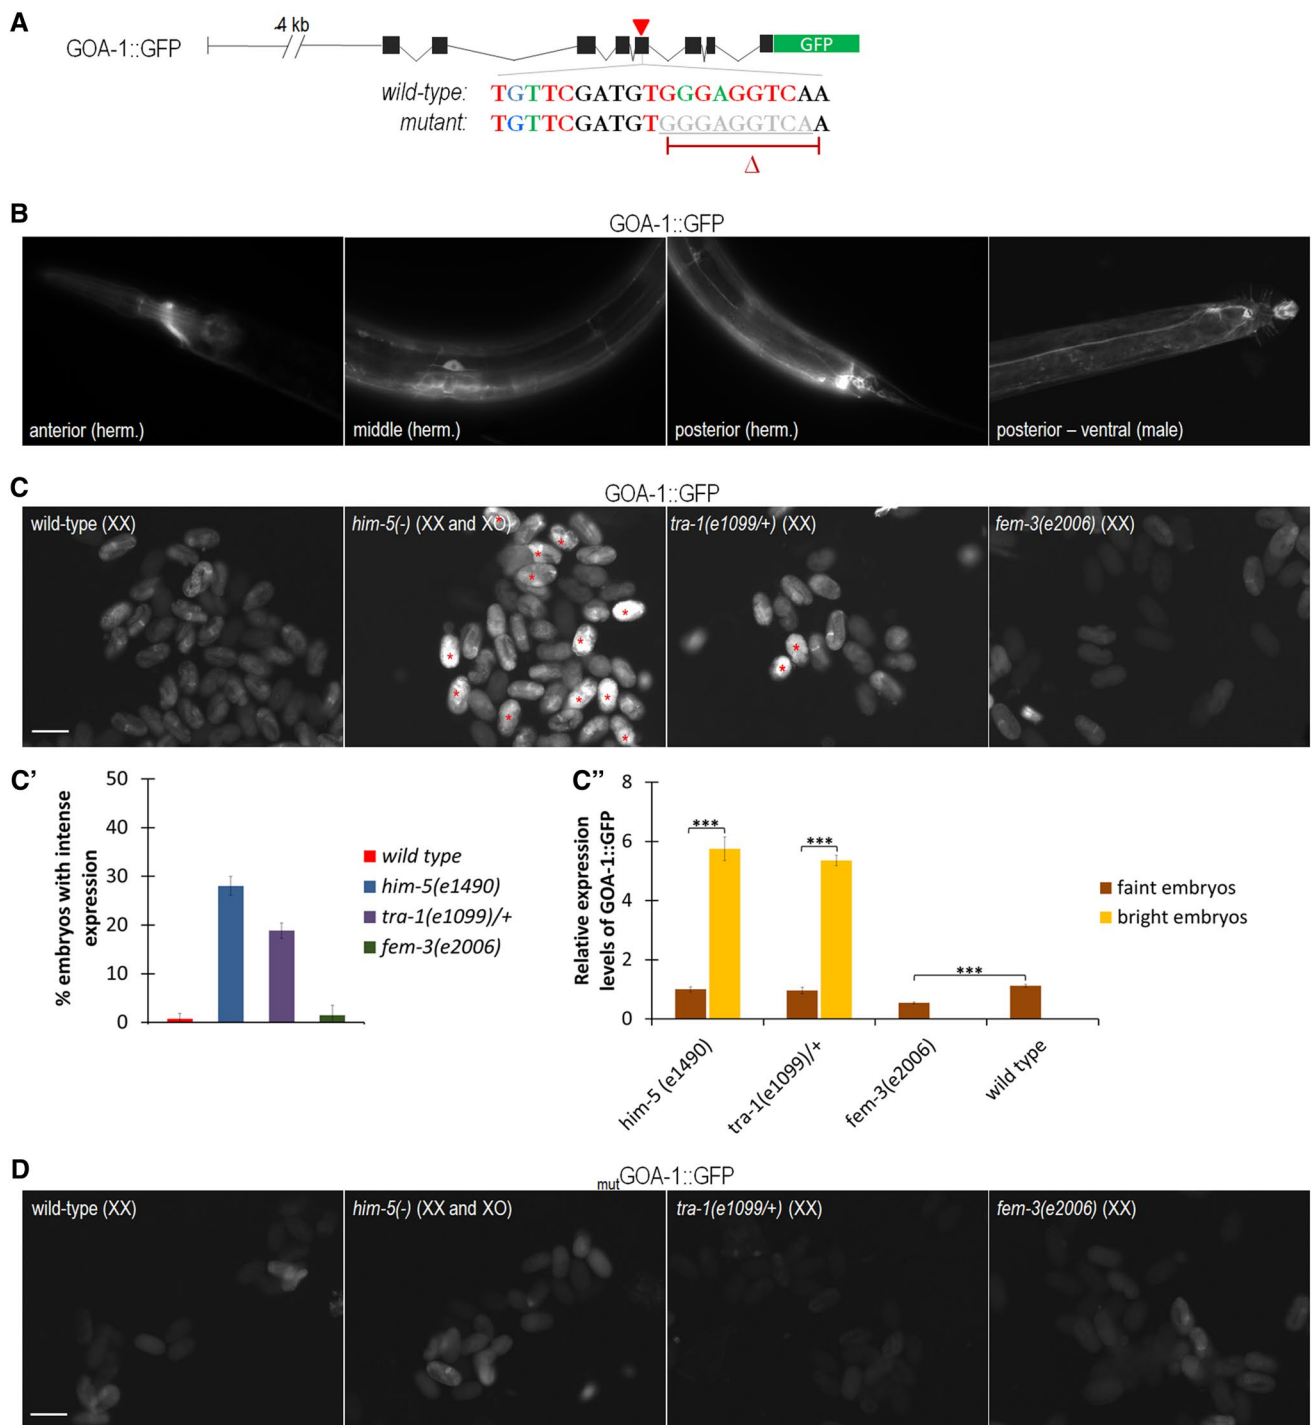 A
-4 kb
GOA-1::GFP
GFP
wild-type: TGTTCGATGTGGGAGGTCAA
mutant: TGTTCGATGTGGGAGGTCAA
Δ
B
GOA-1::GFP
anterior (herm.)
middle (herm.)
posterior (herm.)
posterior – ventral (male)
C
GOA-1::GFP
wild-type (XX)
him-5(-) (XX and XO)
tra-1(e1099/+) (XX)
fem-3(e2006) (XX)
C'
% embryos with intense
expression
50
40
30
20
10
0
wild type
him-5(e1490)
tra-1(e1099)/+
fem-3(e2006)
C"
Relative expression
levels of GOA-1::GFP
8
6
4
2
0
***
***
***
faint embryos
bright embryos
him-5 (e1490)
tra-1(e1099)/+
fem-3(e2006)
wild type
D
mutGOA-1::GFP
wild-type (XX)
him-5(-) (XX and XO)
tra-1(e1099/+) (XX)
fem-3(e2006) (XX)